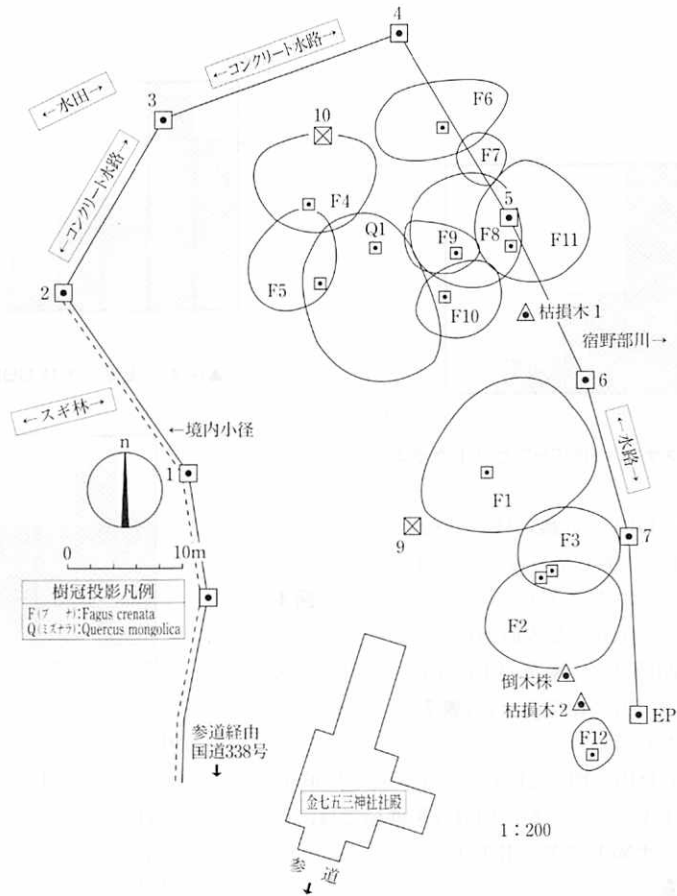 4
←コンクリート水路→
←水田→
3
10
F6
F7
←コンクリート水路→
F4
5
Q1
F9
F8
F11
F5
F10
2
枯損木1
宿野部川→
←スギ林→
←境内小径
6
n
1
F1
←水路→
0 10m
9
F3
7
樹冠投影凡例
F(ブナ):Fagus crenata
Q(ミズナラ):Quercus mongolica
F2
倒木株
枯損木2
EP
参道経由
国道338号
↓
F12
金七五三神社社殿
1:200
参道
↓